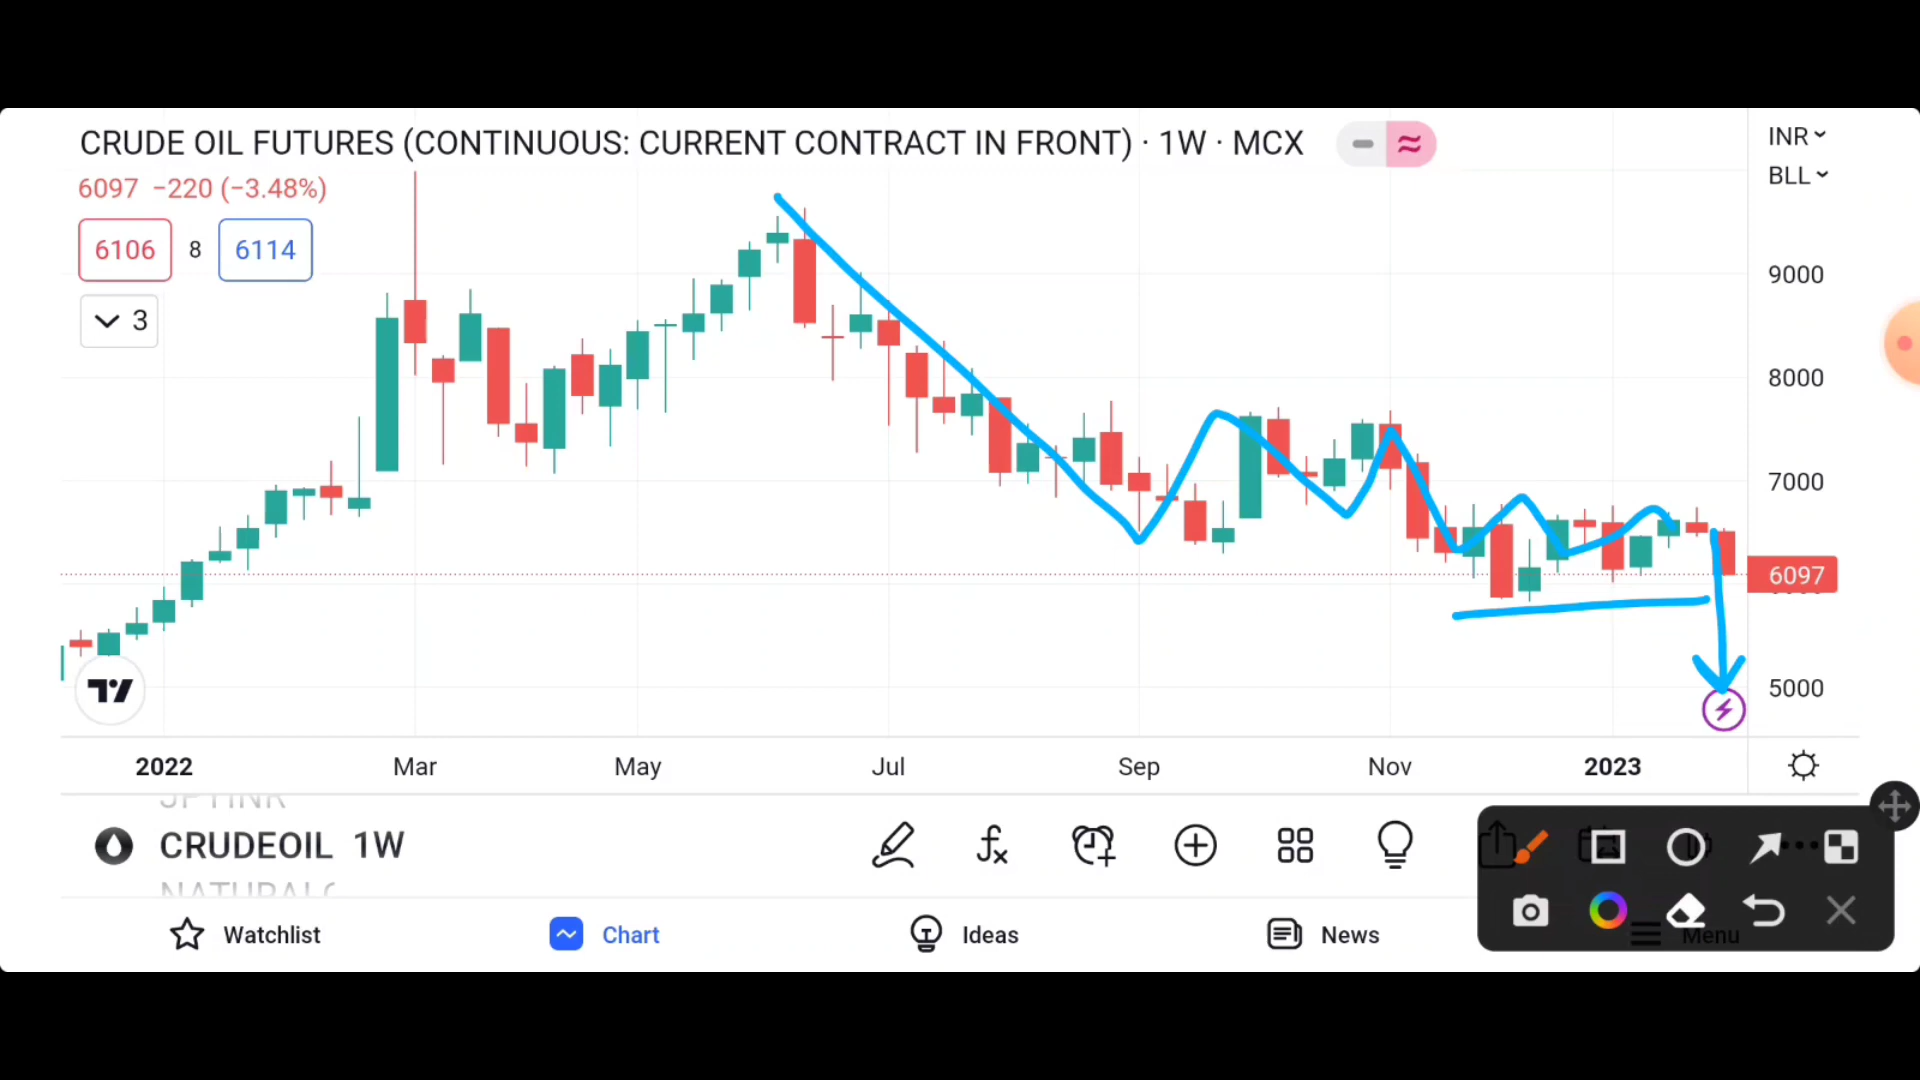 CRUDE OIL FUTURES (CONTINUOUS: CURRENT CONTRACT IN FRONT) · 1W · MCX
INR
BLL
6097 −220 (−3.48%)
6106 8 6114
3
9000
8000
7000
6097
5000
2022 Mar May Jul Sep Nov 2023
CRUDEOIL 1W
Watchlist Chart Ideas News Menu